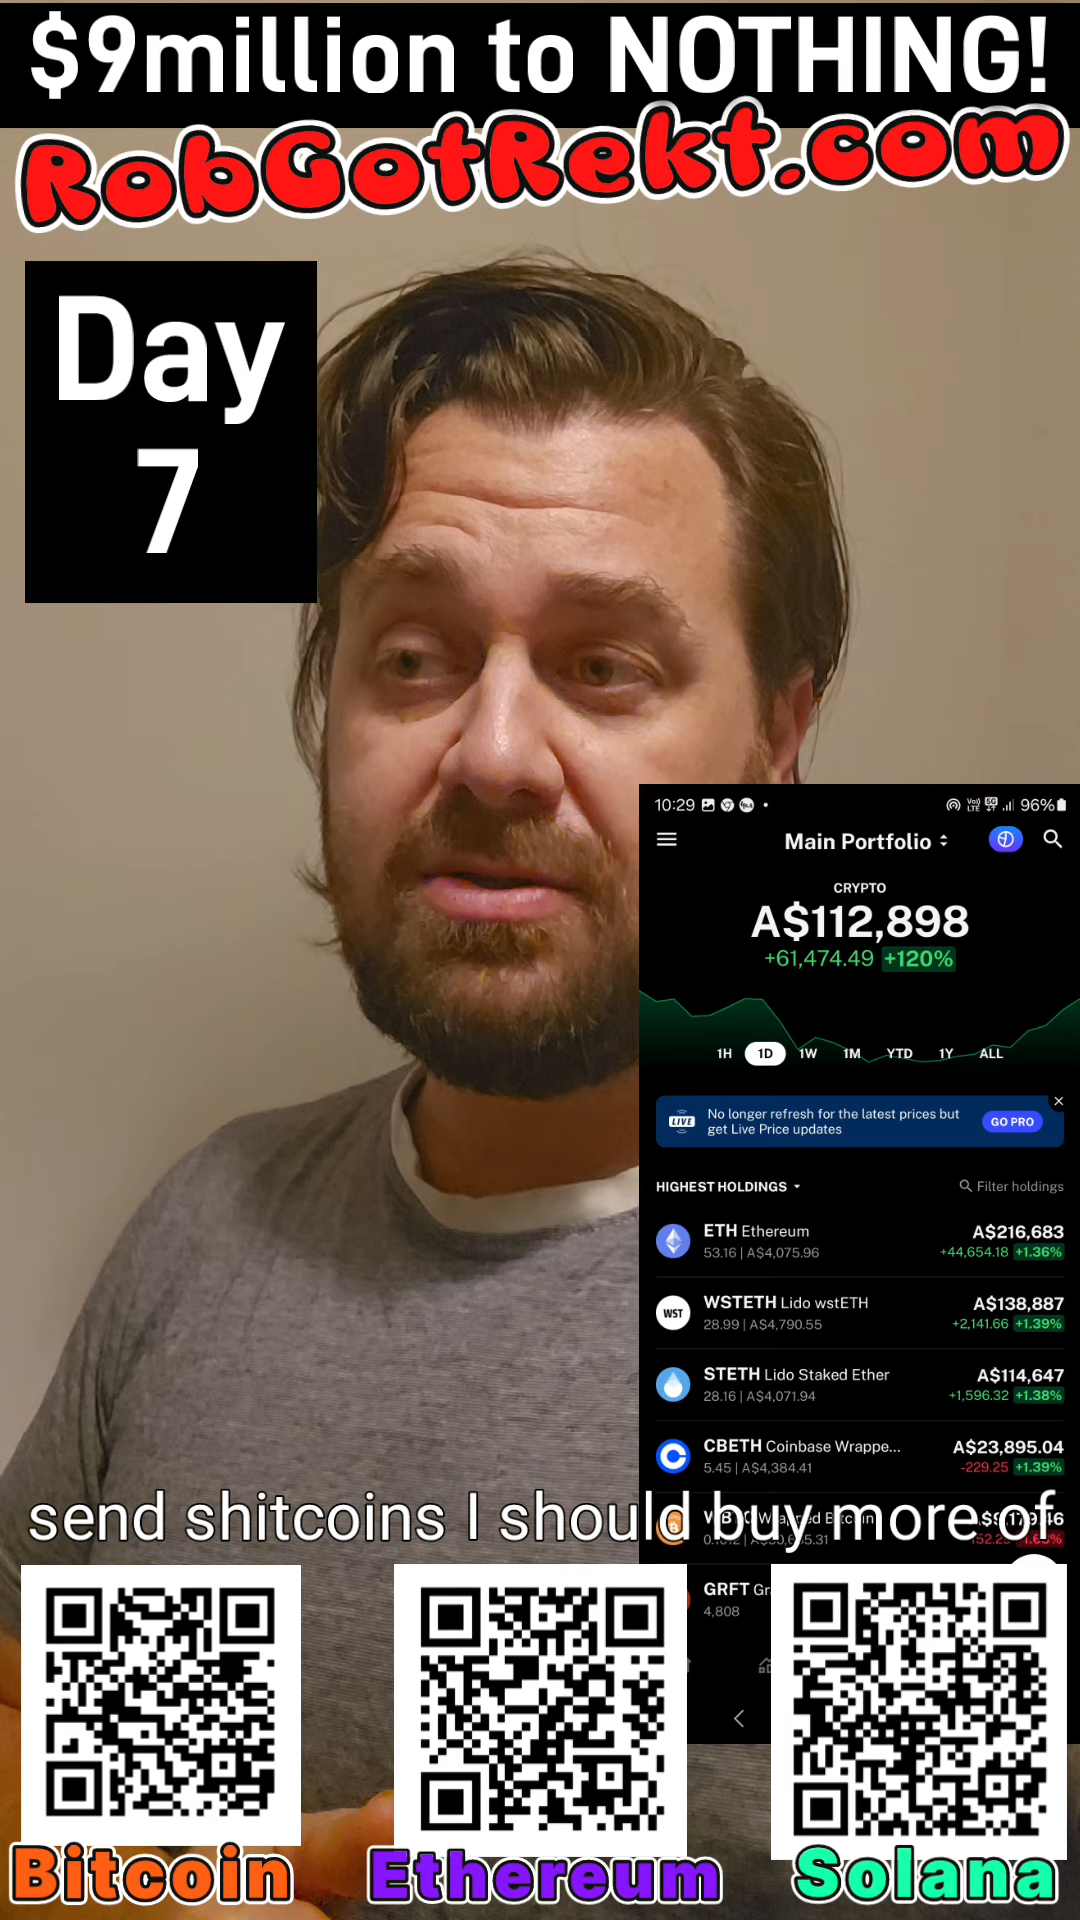 $9million to NOTHING!
RobGotRekt.com
Day
7
10:29
Vo))
LTE
5G
96%
Main Portfolio
CRYPTO
A$112,898
+61,474.49 +120%
1H 1D 1W 1M YTD 1Y ALL
LIVE
No longer refresh for the latest prices but
get Live Price updates
GO PRO
HIGHEST HOLDINGS
Filter holdings
ETH Ethereum A$216,683
53.16 | A$4,075.96 +44,654.18 +1.36%
WST
WSTETH Lido wstETH A$138,887
28.99 | A$4,790.55 +2,141.66 +1.39%
STETH Lido Staked Ether A$114,647
28.16 | A$4,071.94 +1,596.32 +1.38%
CBETH Coinbase Wrappe... A$23,895.04
5.45 | A$4,384.41 -229.25 +1.39%
send shitcoins I should buy more of
Wrapped Bitcoin
GRFT
4,808
Bitcoin Ethereum Solana